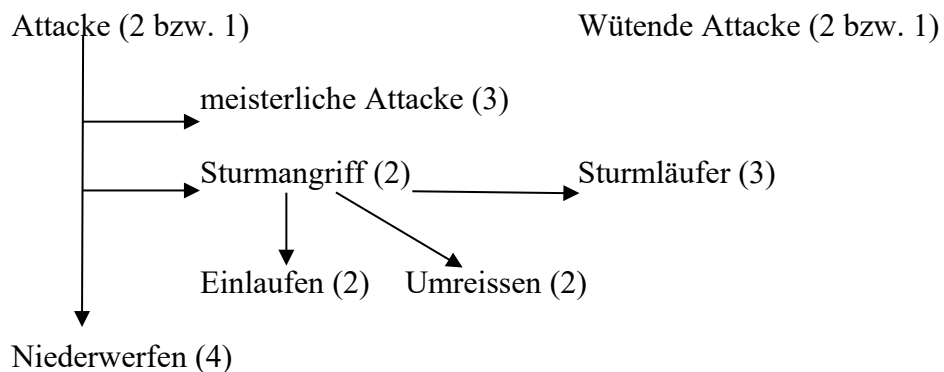 Attacke (2 bzw. 1) Wütende Attacke (2 bzw. 1)
meisterliche Attacke (3)
Sturmangriff (2) Sturmläufer (3)
Einlaufen (2) Umreissen (2)
Niederwerfen (4)